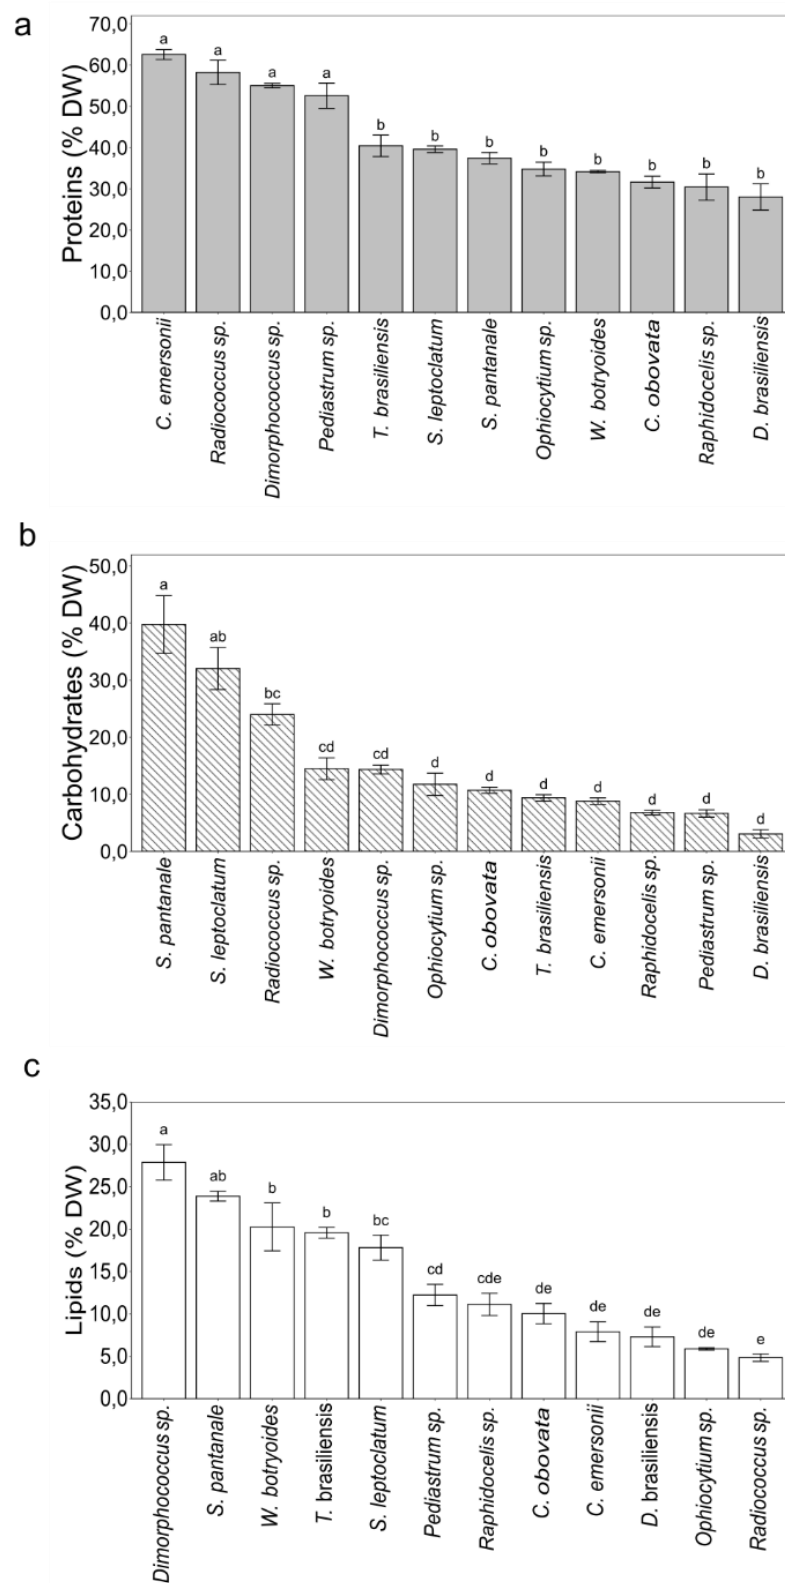 a
Proteins (% DW)
70,0
60,0
50,0
40,0
30,0
20,0
10,0
0,0
a a a a b b b b b b b b
C. emersonii
Radiococcus sp.
Dimorphococcus sp.
Pediastrum sp.
T. brasiliensis
S. leptoclatum
S. pantanale
Ophiocytium sp.
W. botryoides
C. obovata
Raphidocelis sp.
D. brasiliensis
b
Carbohydrates (% DW)
50,0
40,0
30,0
20,0
10,0
0,0
a ab bc cd cd d d d d d d d
S. pantanale
S. leptoclatum
Radiococcus sp.
W. botryoides
Dimorphococcus sp.
Ophiocytium sp.
C. obovata
T. brasiliensis
C. emersonii
Raphidocelis sp.
Pediastrum sp.
D. brasiliensis
c
Lipids (% DW)
35,0
30,0
25,0
20,0
15,0
10,0
5,0
0,0
a ab b b bc cd cde de de de de e
Dimorphococcus sp.
S. pantanale
W. botryoides
T. brasiliensis
S. leptoclatum
Pediastrum sp.
Raphidocelis sp.
C. obovata
C. emersonii
D. brasiliensis
Ophiocytium sp.
Radiococcus sp.